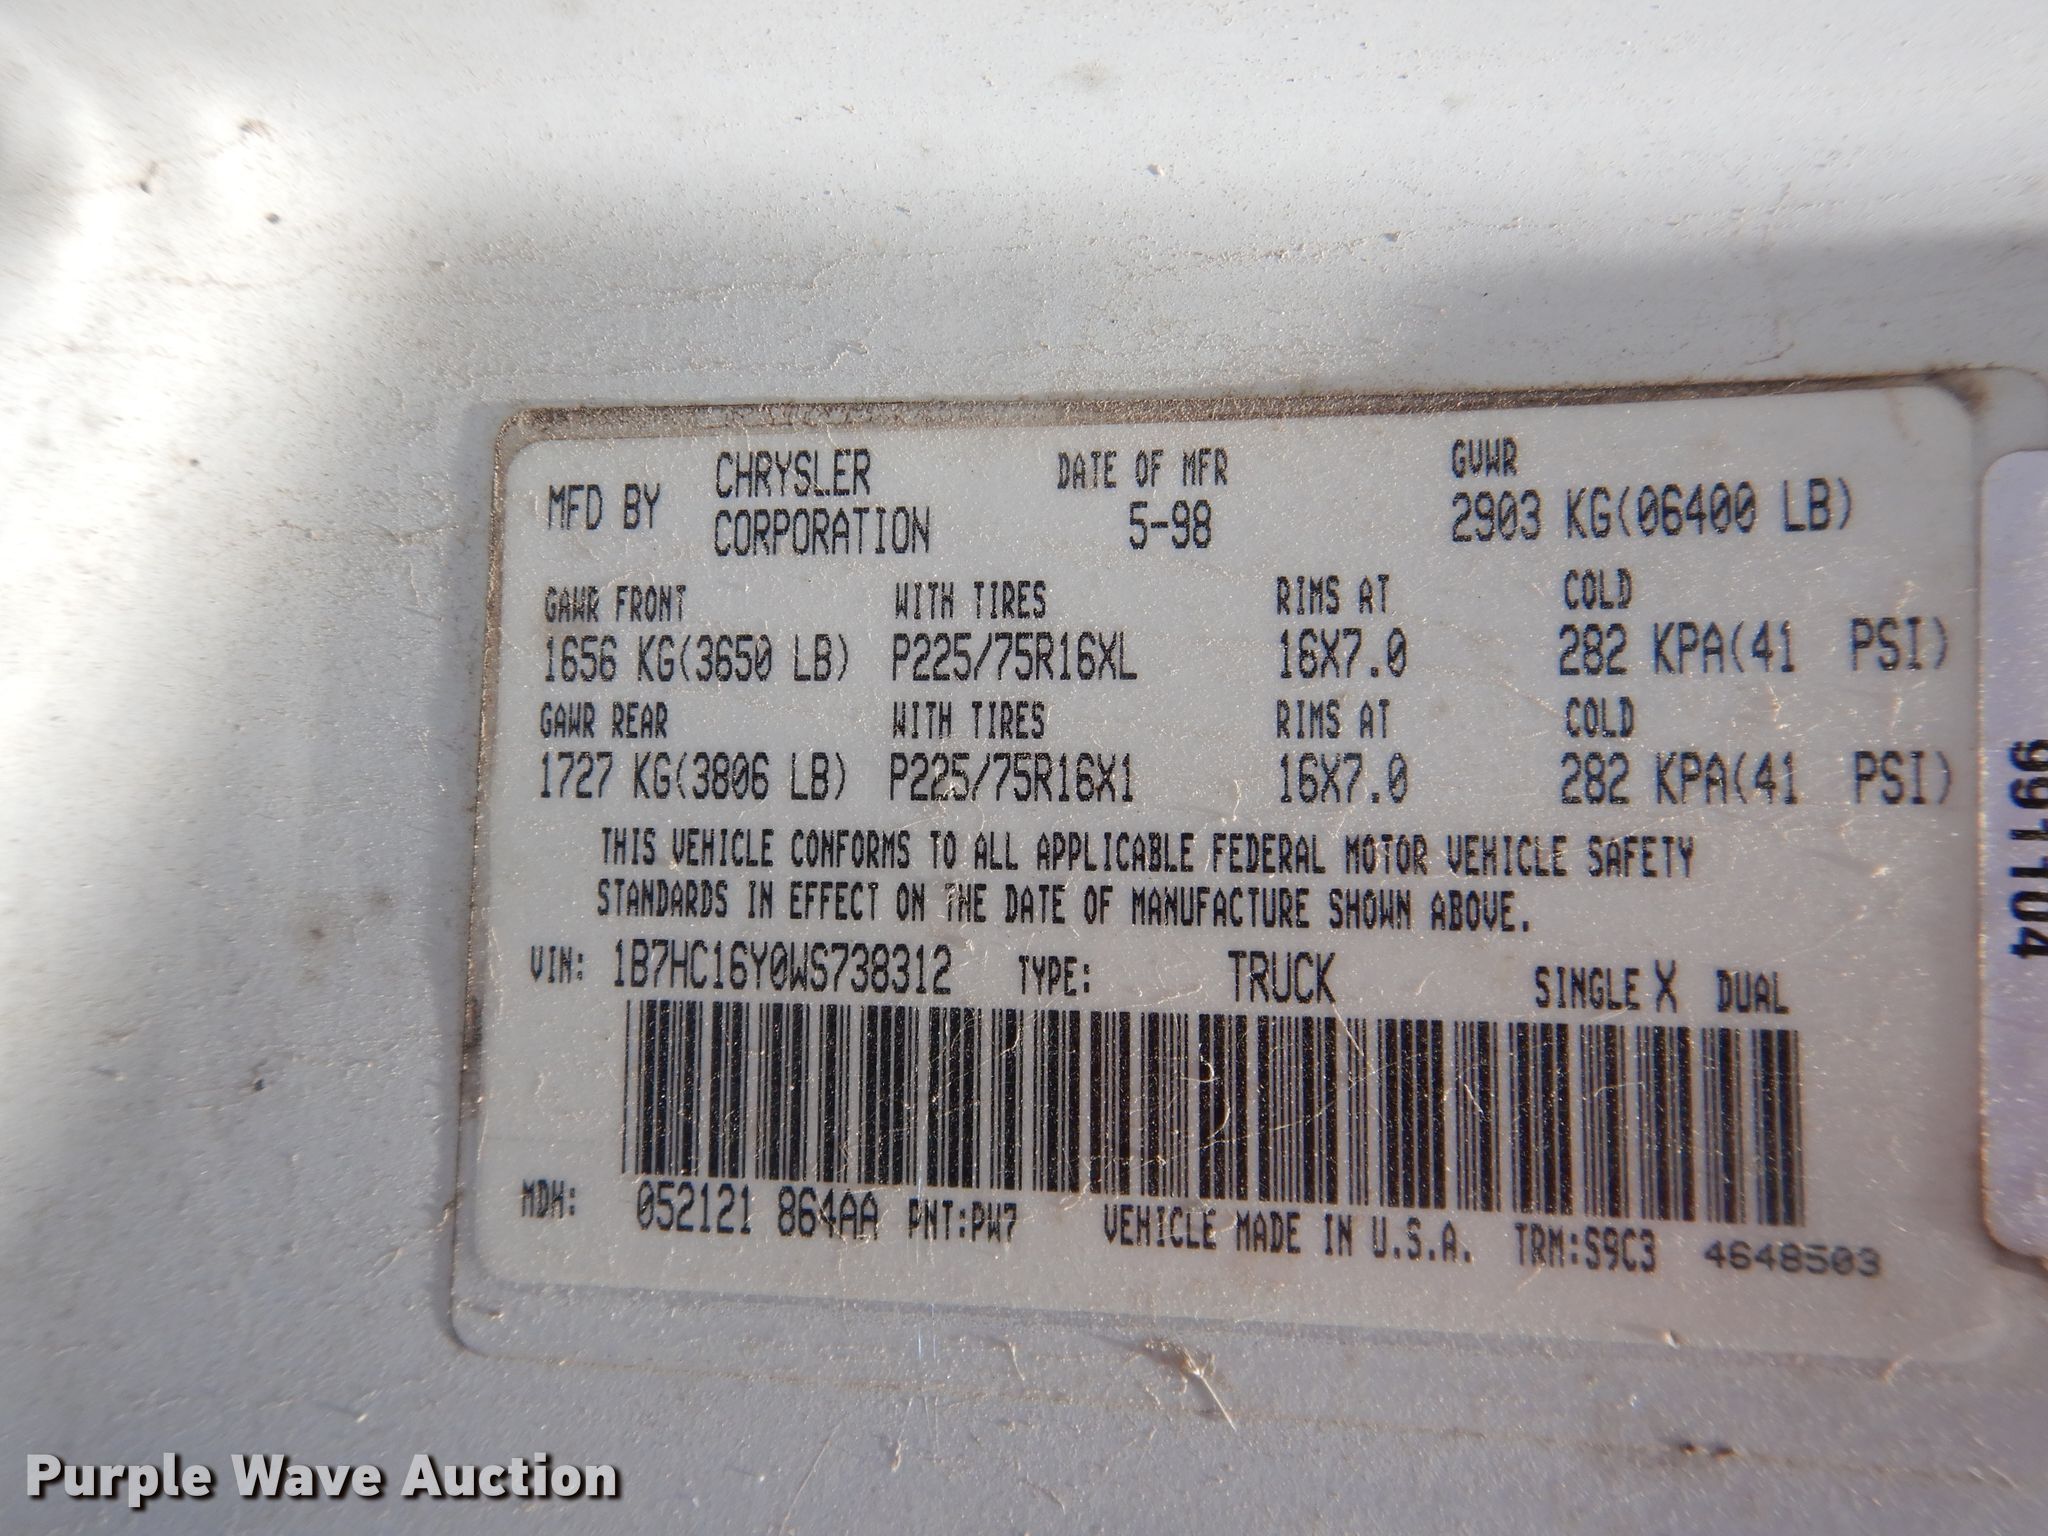 MFD BY CHRYSLER CORPORATION DATE OF MFR 5-98 GVWR 2903 KG(06400 LB)
GAWR FRONT WITH TIRES RIMS AT COLD
1656 KG(3650 LB) P225/75R16XL 16X7.0 282 KPA(41 PSI)
GAWR REAR WITH TIRES RIMS AT COLD
1727 KG(3806 LB) P225/75R16X1 16X7.0 282 KPA(41 PSI)
THIS VEHICLE CONFORMS TO ALL APPLICABLE FEDERAL MOTOR VEHICLE SAFETY
STANDARDS IN EFFECT ON THE DATE OF MANUFACTURE SHOWN ABOVE.
VIN: 1B7HC16Y0WS738312 TYPE: TRUCK SINGLE X DUAL
MDH: 052121 864AA PNT:PW7 VEHICLE MADE IN U.S.A. TRM:S9C3 4648503
991104
Purple Wave Auction